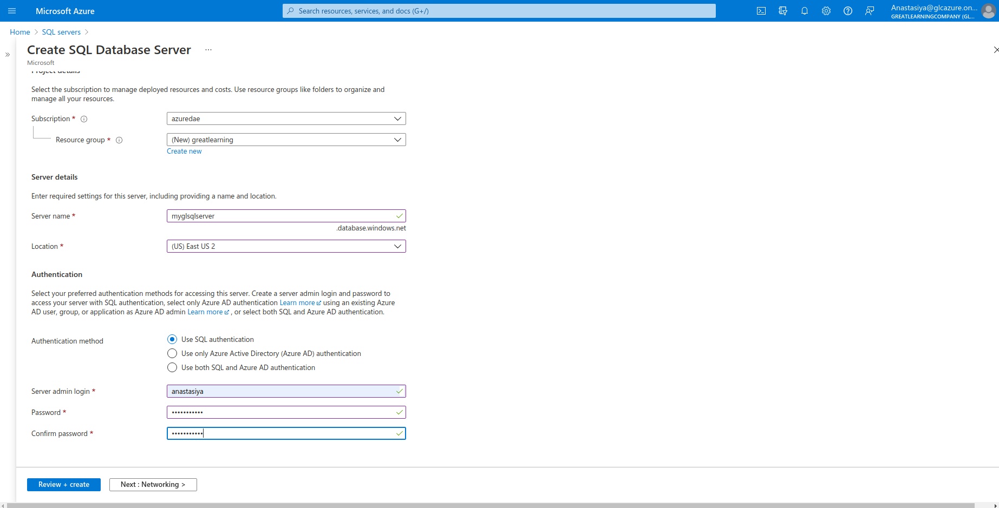 Microsoft Azure
Search resources, services, and docs (G+/)
Anastasiya@glcazure.on...
GREATLEARNINGCOMPANY (GL...
Home > SQL servers >
Create SQL Database Server ...
Microsoft
Project details
Select the subscription to manage deployed resources and costs. Use resource groups like folders to organize and
manage all your resources.
Subscription *
azuredae
Resource group *
(New) greatlearning
Create new
Server details
Enter required settings for this server, including providing a name and location.
Server name *
myglsqlserver
.database.windows.net
Location *
(US) East US 2
Authentication
Select your preferred authentication methods for accessing this server. Create a server admin login and password to
access your server with SQL authentication, select only Azure AD authentication Learn more using an existing Azure
AD user, group, or application as Azure AD admin Learn more , or select both SQL and Azure AD authentication.
Authentication method
Use SQL authentication
Use only Azure Active Directory (Azure AD) authentication
Use both SQL and Azure AD authentication
Server admin login *
anastasiya
Password *
•••••••••••
Confirm password *
•••••••••••
Review + create
Next : Networking >